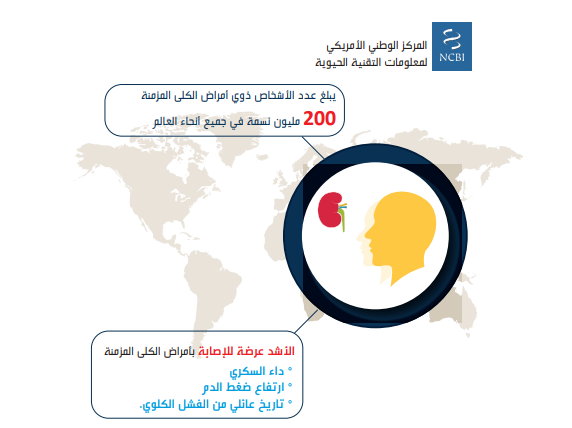 المركز الوطني الأمريكي
لمعلومات التقنية الحيوية
NCBI
يبلغ عدد الأشخاص ذوي أمراض الكلى المزمنة
200 مليون نسمة في جميع أنحاء العالم
الأشد عرضة للإصابة بأمراض الكلى المزمنة
° داء السكري
° ارتفاع ضغط الدم
° تاريخ عائلي من الفشل الكلوي.